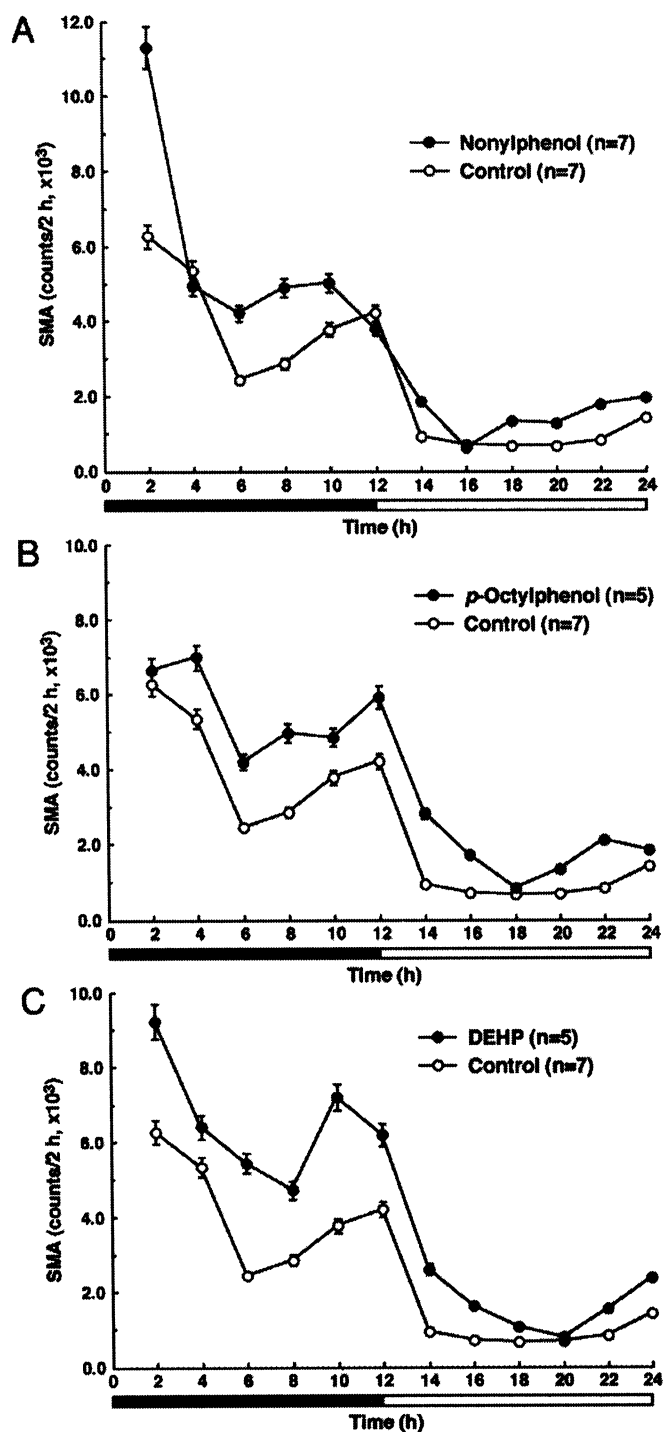 A
12.0
10.0
8.0
6.0
4.0
2.0
0.0
SMA (counts/2 h, x10³)
Nonylphenol (n=7)
Control (n=7)
0 2 4 6 8 10 12 14 16 18 20 22 24
Time (h)
B
10.0
8.0
6.0
4.0
2.0
0.0
SMA (counts/2 h, x10³)
p-Octylphenol (n=5)
Control (n=7)
0 2 4 6 8 10 12 14 16 18 20 22 24
Time (h)
C
10.0
8.0
6.0
4.0
2.0
0.0
SMA (counts/2 h, x10³)
DEHP (n=5)
Control (n=7)
0 2 4 6 8 10 12 14 16 18 20 22 24
Time (h)